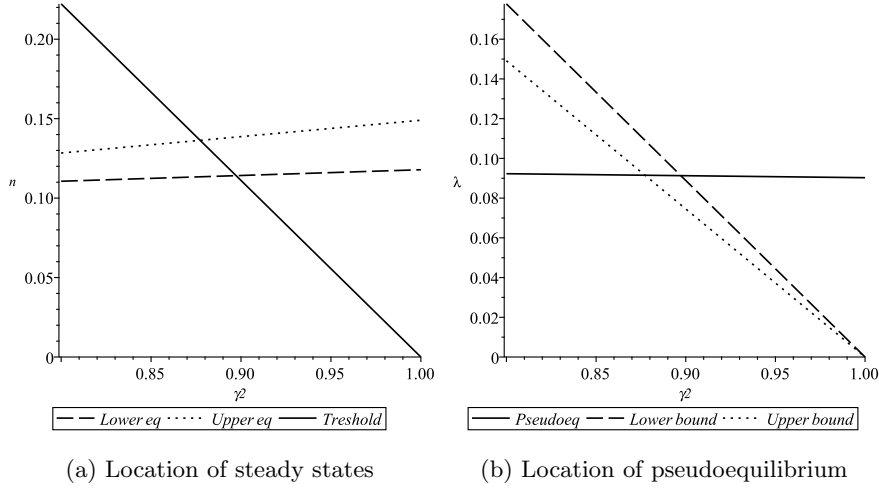 0.20
0.15
n
0.10
0.05
0
0.85 0.90 0.95 1.00
γ2
Lower eq Upper eq Treshold
(a) Location of steady states
0.16
0.14
0.12
0.10
λ
0.08
0.06
0.04
0.02
0
0.85 0.90 0.95 1.00
γ2
Pseudoeq Lower bound Upper bound
(b) Location of pseudoequilibrium